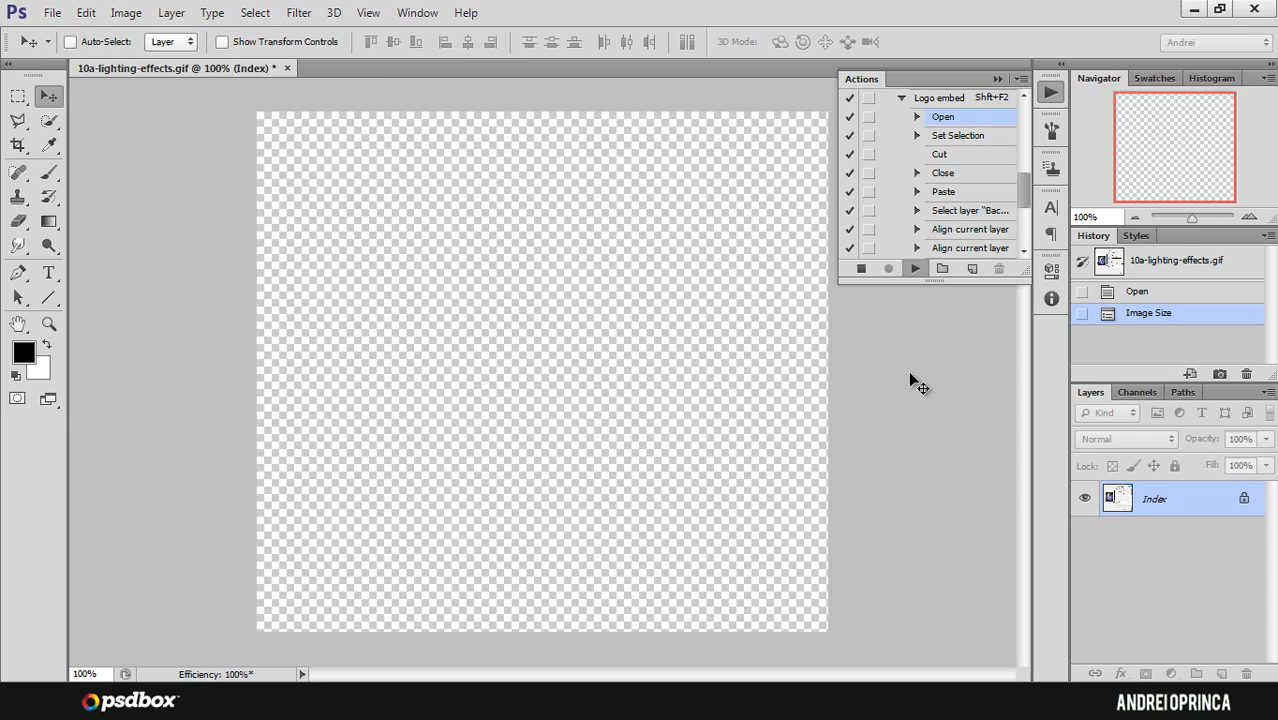 Ps File Edit Image Layer Type Select Filter 3D View Window Help
Auto-Select: Layer Show Transform Controls 3D Mode: Andrei
10a-lighting-effects.gif @ 100% (Index) * ×
Actions
Logo embed Shft+F2
Open
Set Selection
Cut
Close
Paste
Select layer "Bac...
Align current layer
Align current layer
Navigator Swatches Histogram
100%
History Styles
10a-lighting-effects.gif
Open
Image Size
Layers Channels Paths
Kind
Normal Opacity: 100%
Lock: Fill: 100%
Index
100% Efficiency: 100%*
psdbox
ANDREI OPRINCA